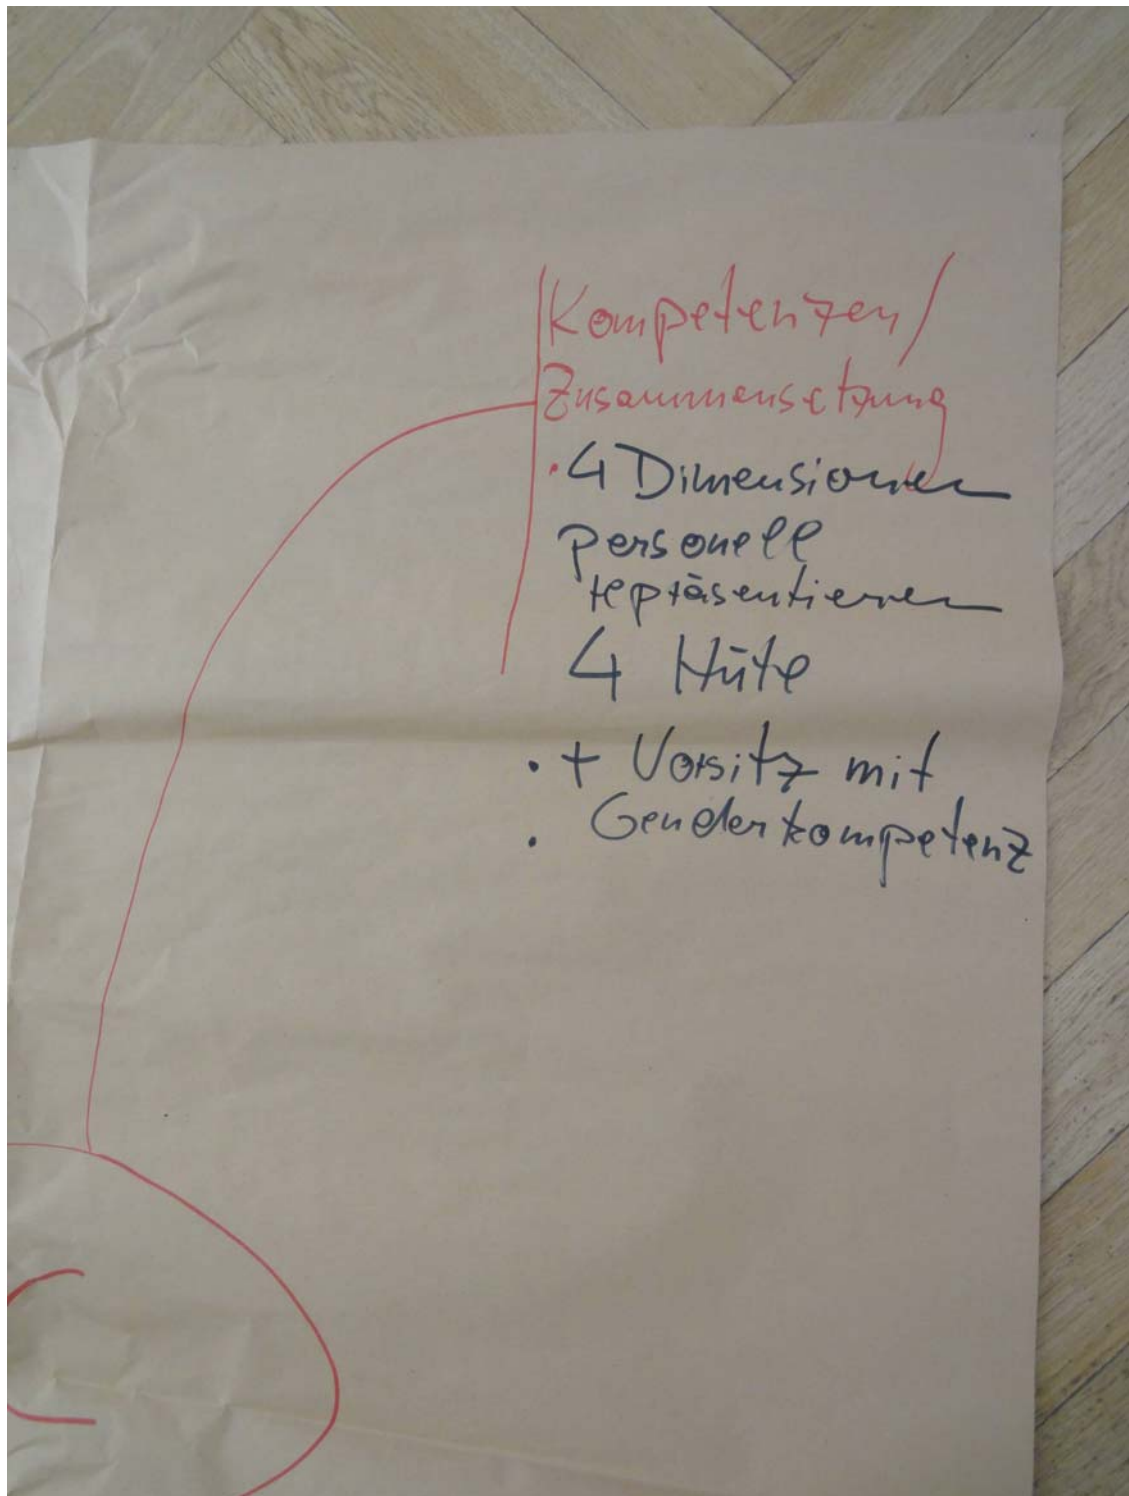 Kompetenzen/
Zusammensetzung
· 4 Dimensionen
personell
repräsentieren
4 Hüte
· + Vorsitz mit
· Genderkompetenz